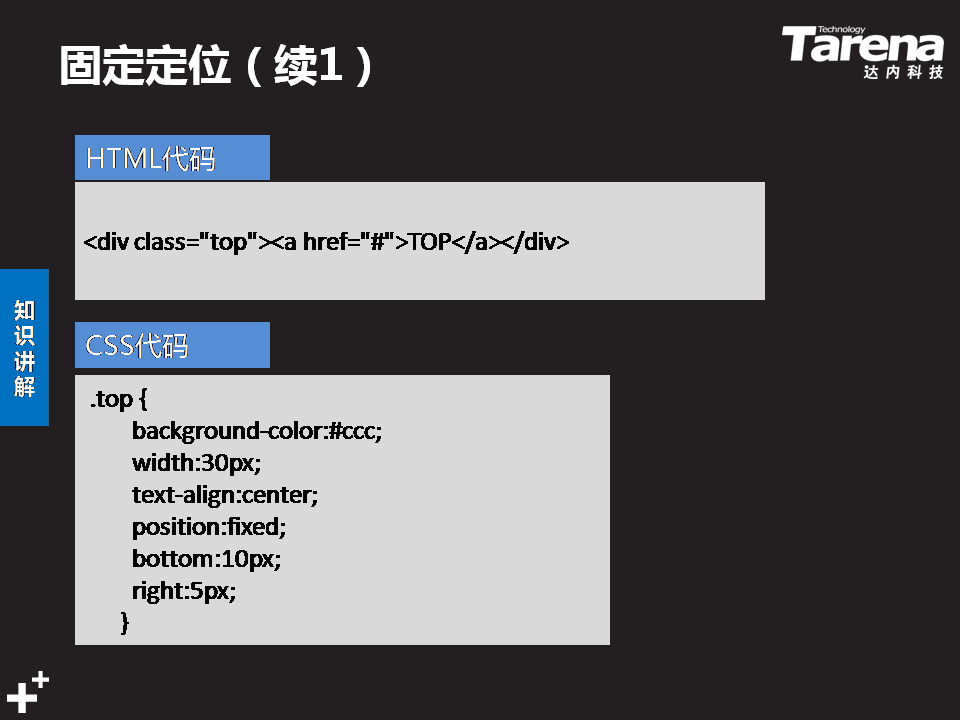 固定定位（续1）
Technology
Tarena
达内科技
HTML代码
<div class="top"><a href="#">TOP</a></div>
知识讲解
CSS代码
.top {
background-color:#ccc;
width:30px;
text-align:center;
position:fixed;
bottom:10px;
right:5px;
}